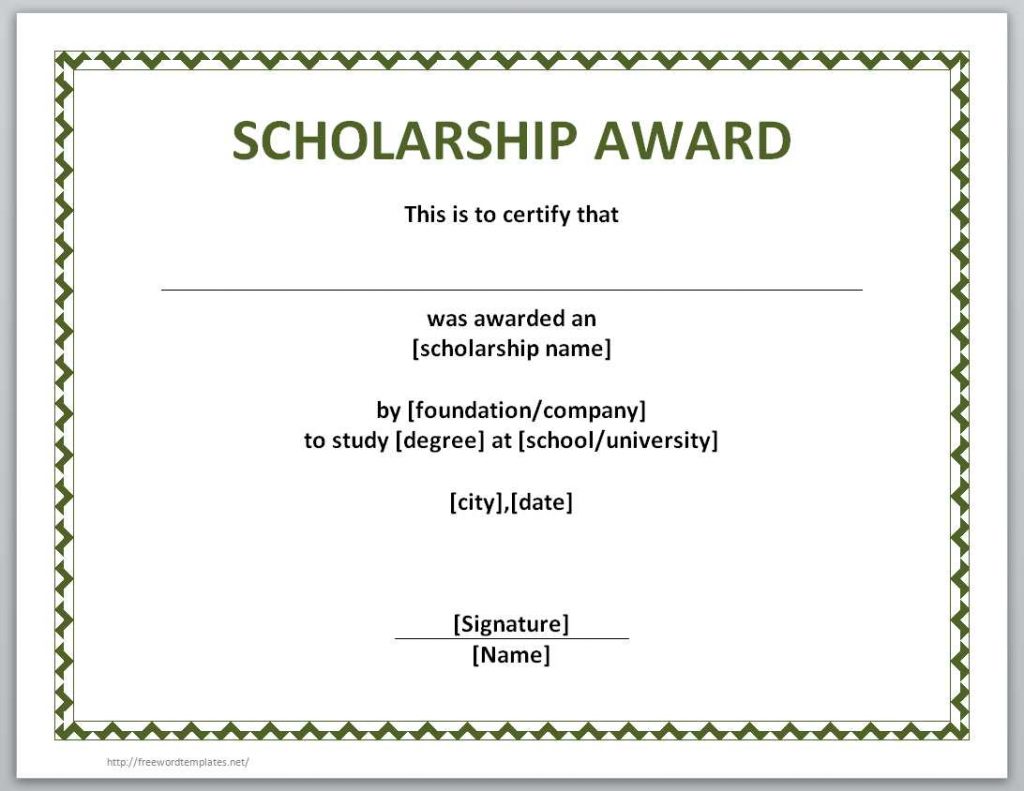 SCHOLARSHIP AWARD
This is to certify that
was awarded an
[scholarship name]
by [foundation/company]
to study [degree] at [school/university]
[city],[date]
[Signature]
[Name]
http://freewordtemplates.net/